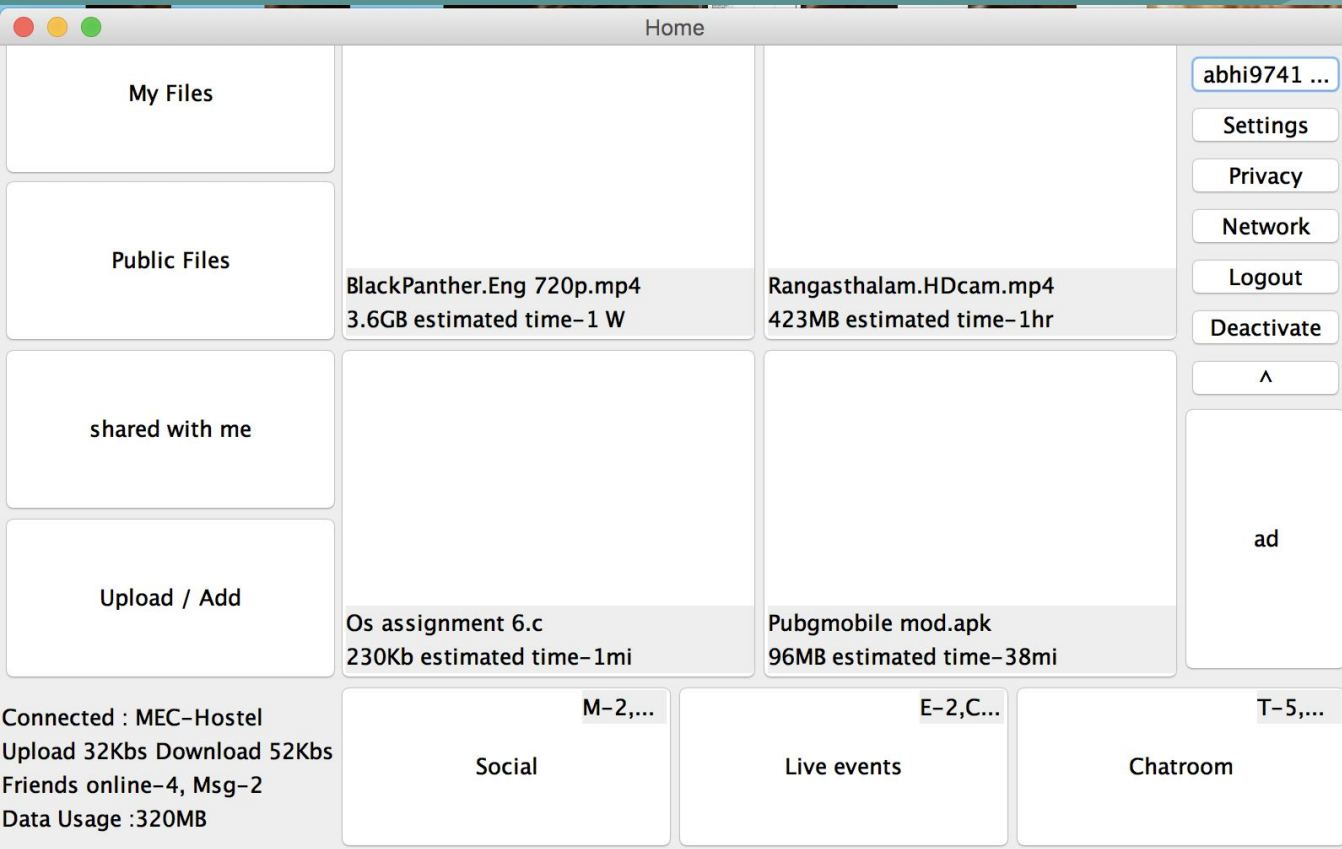 Home
My Files
Public Files
shared with me
Upload / Add
BlackPanther.Eng 720p.mp4
3.6GB estimated time-1 W
Rangasthalam.HDcam.mp4
423MB estimated time-1hr
Os assignment 6.c
230Kb estimated time-1mi
Pubgmobile mod.apk
96MB estimated time-38mi
abhi9741 ...
Settings
Privacy
Network
Logout
Deactivate
^
ad
Connected : MEC-Hostel
Upload 32Kbs Download 52Kbs
Friends online-4, Msg-2
Data Usage :320MB
M-2,...
Social
E-2,C...
Live events
T-5,...
Chatroom